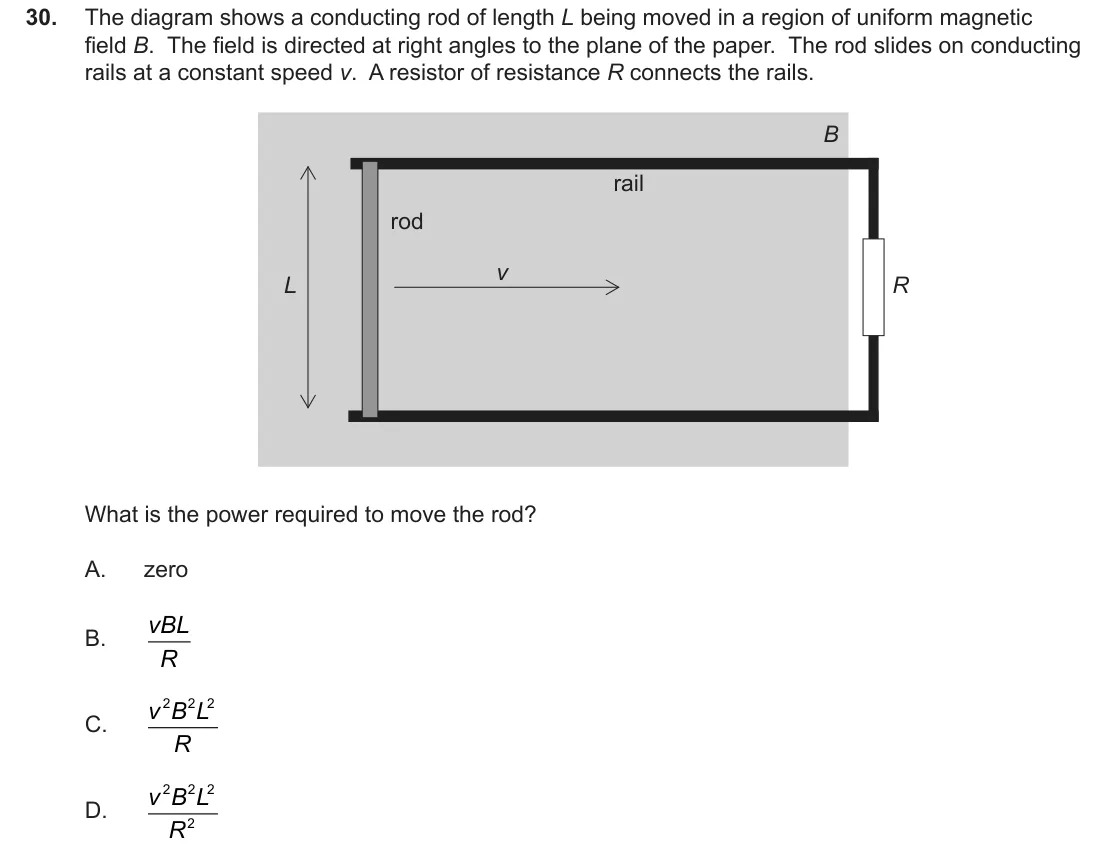 30. The diagram shows a conducting rod of length L being moved in a region of uniform magnetic
field B. The field is directed at right angles to the plane of the paper. The rod slides on conducting
rails at a constant speed v. A resistor of resistance R connects the rails.
B
rail
rod
v
L
R
What is the power required to move the rod?
A. zero
B. vBL/R
C. v²B²L²/R
D. v²B²L²/R²